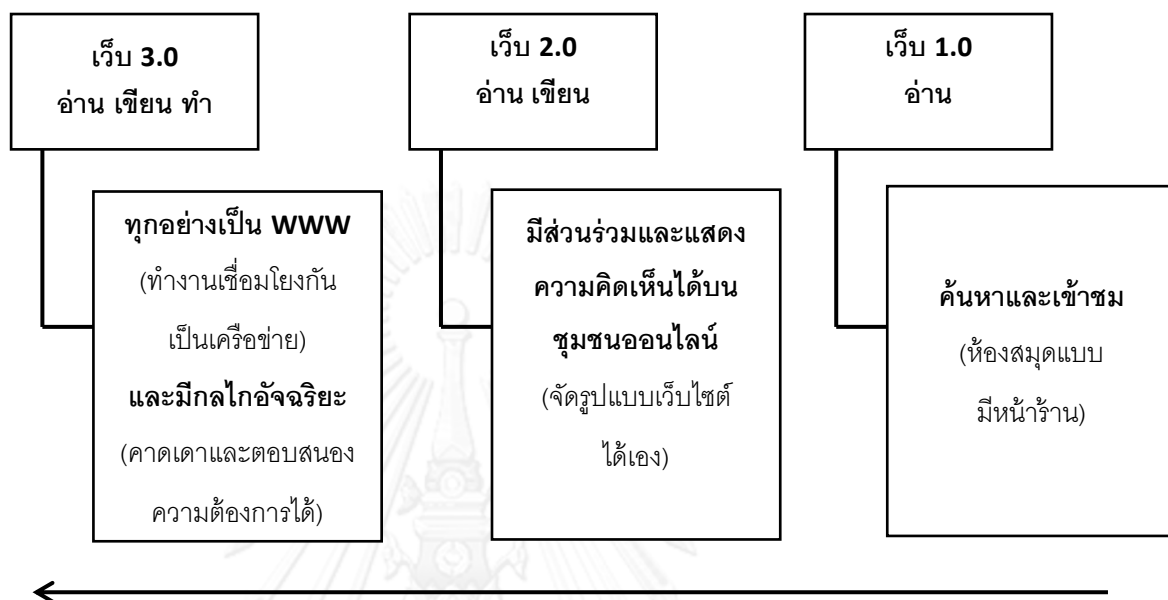 เว็บ 3.0
อ่าน เขียน ทำ
ทุกอย่างเป็น WWW
(ทำงานเชื่อมโยงกัน
เป็นเครือข่าย)
และมีกลไกอัจฉริยะ
(คาดเดาและตอบสนอง
ความต้องการได้)
เว็บ 2.0
อ่าน เขียน
มีส่วนร่วมและแสดง
ความคิดเห็นได้บน
ชุมชนออนไลน์
(จัดรูปแบบเว็บไซต์
ได้เอง)
เว็บ 1.0
อ่าน
ค้นหาและเข้าชม
(ห้องสมุดแบบ
มีหน้าร้าน)